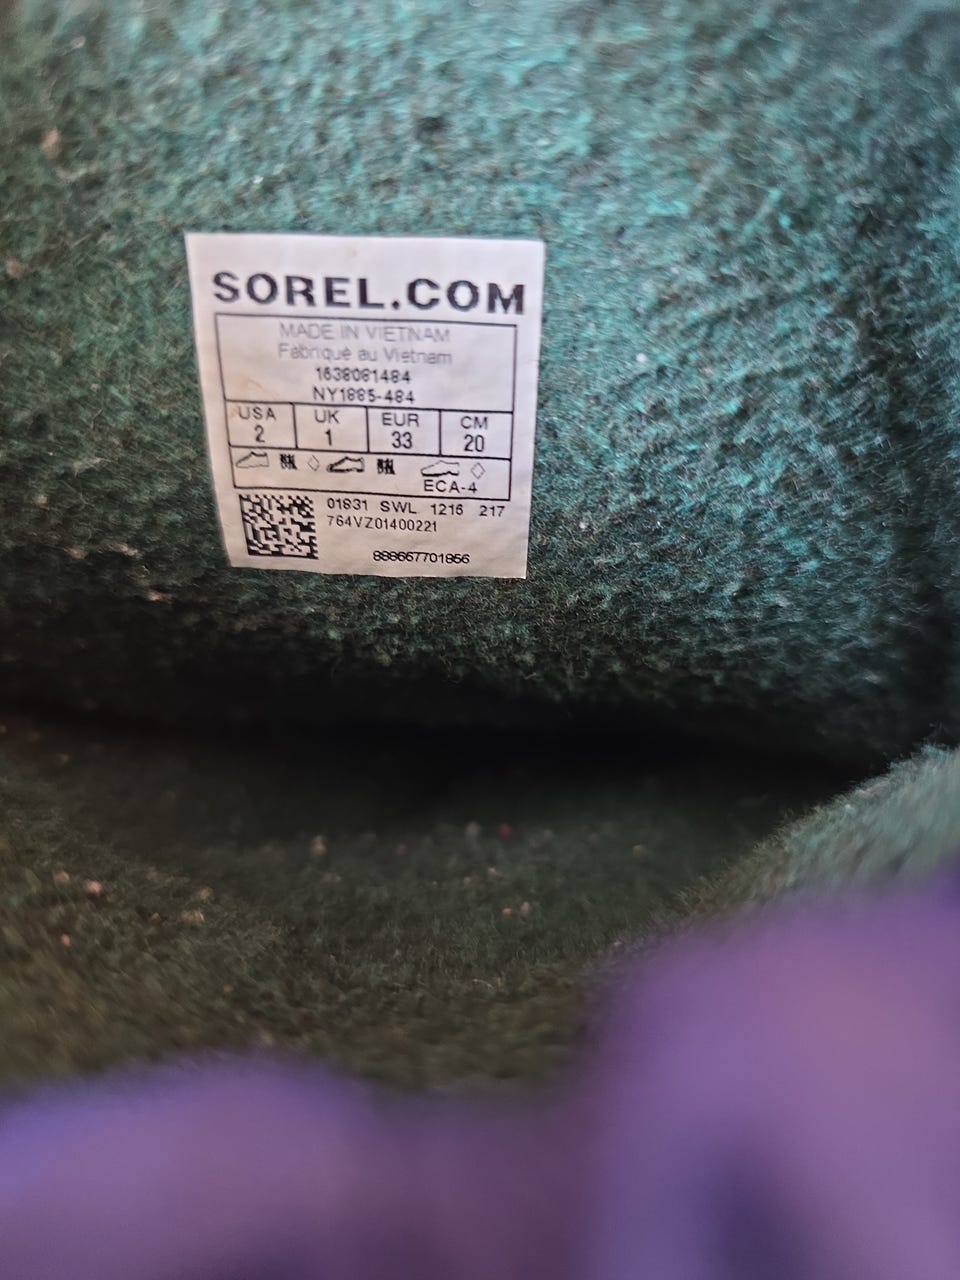 SOREL.COM
MADE IN VIETNAM
Fabriqué au Vietnam
1638081484
NY1885-484
USA UK EUR CM
2 1 33 20
ECA-4
01831 SWL 1216 217
764VZ01400221
888667701856